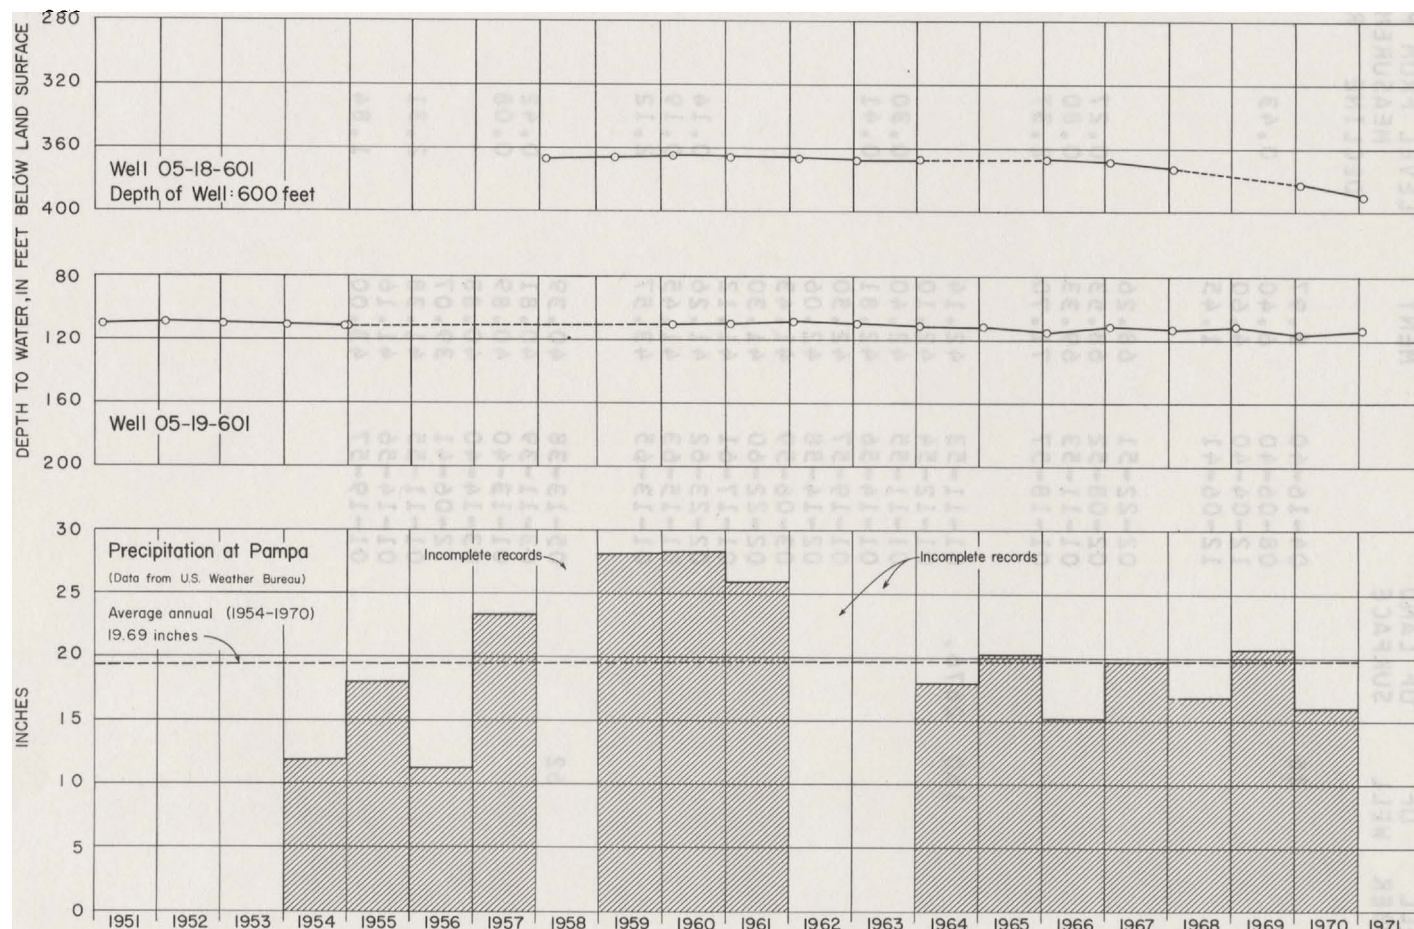 DEPTH TO WATER, IN FEET BELOW LAND SURFACE
280
320
360
400
Well 05-18-601
Depth of Well: 600 feet
80
120
160
200
Well 05-19-601
INCHES
30
25
20
15
10
5
0
Precipitation at Pampa
(Data from U.S. Weather Bureau)
Average annual (1954-1970)
19.69 inches
Incomplete records
Incomplete records
1951 1952 1953 1954 1955 1956 1957 1958 1959 1960 1961 1962 1963 1964 1965 1966 1967 1968 1969 1970 1971